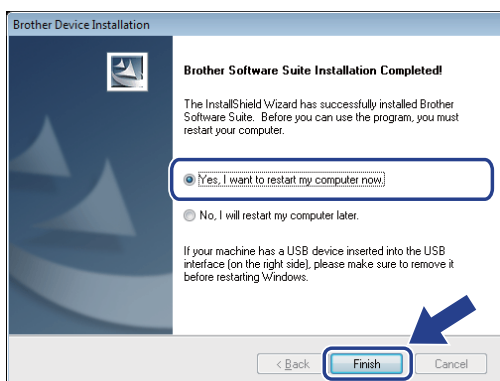 Brother Device Installation
Brother Software Suite Installation Completed!
The InstallShield Wizard has successfully installed Brother
Software Suite. Before you can use the program, you must
restart your computer.
Yes, I want to restart my computer now.
No, I will restart my computer later.
If your machine has a USB device inserted into the USB
interface (on the right side), please make sure to remove it
before restarting Windows.
< Back Finish Cancel